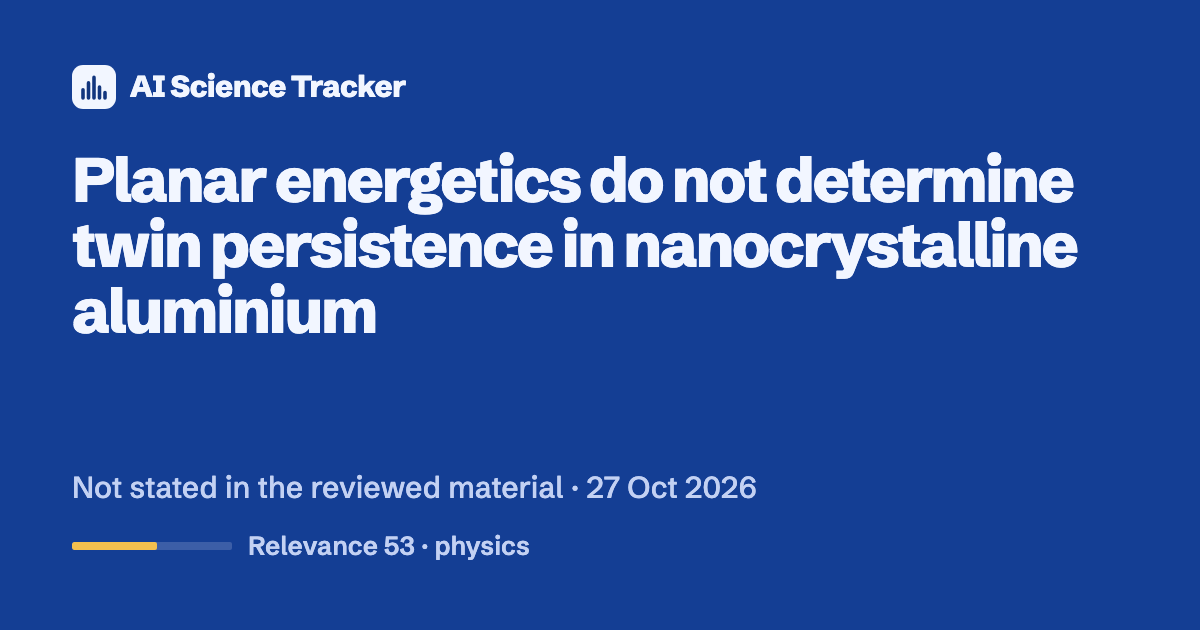 AI Science Tracker
Planar energetics do not determine
twin persistence in nanocrystalline
aluminium
Not stated in the reviewed material · 27 Oct 2026
Relevance 53 · physics